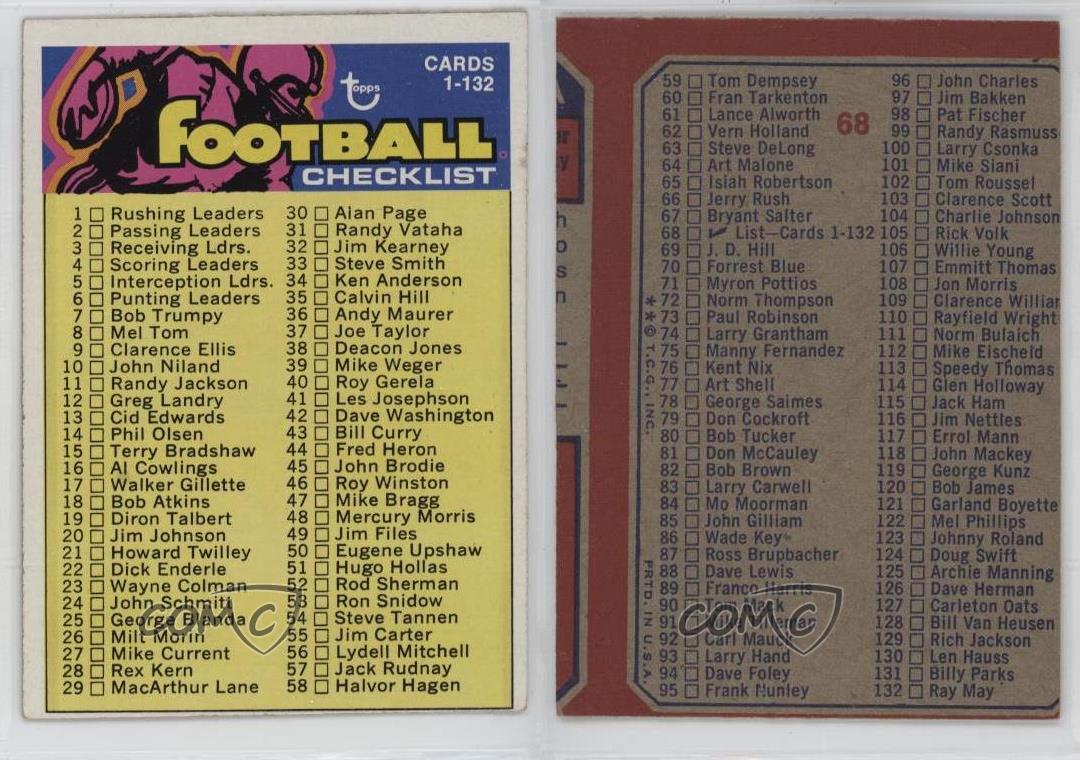 CARDS
1-132
topps
FOOTBALL
CHECKLIST
1 Rushing Leaders
2 Passing Leaders
3 Receiving Ldrs.
4 Scoring Leaders
5 Interception Ldrs.
6 Punting Leaders
7 Bob Trumpy
8 Mel Tom
9 Clarence Ellis
10 John Niland
11 Randy Jackson
12 Greg Landry
13 Cid Edwards
14 Phil Olsen
15 Terry Bradshaw
16 Al Cowlings
17 Walker Gillette
18 Bob Atkins
19 Diron Talbert
20 Jim Johnson
21 Howard Twilley
22 Dick Enderle
23 Wayne Colman
24 John Schmitt
25 George Blanda
26 Milt Morin
27 Mike Current
28 Rex Kern
29 MacArthur Lane
30 Alan Page
31 Randy Vataha
32 Jim Kearney
33 Steve Smith
34 Ken Anderson
35 Calvin Hill
36 Andy Maurer
37 Joe Taylor
38 Deacon Jones
39 Mike Weger
40 Roy Gerela
41 Les Josephson
42 Dave Washington
43 Bill Curry
44 Fred Heron
45 John Brodie
46 Roy Winston
47 Mike Bragg
48 Mercury Morris
49 Jim Files
50 Eugene Upshaw
51 Hugo Hollas
52 Rod Sherman
53 Ron Snidow
54 Steve Tannen
55 Jim Carter
56 Lydell Mitchell
57 Jack Rudnay
58 Halvor Hagen
COMC
68
59 Tom Dempsey
60 Fran Tarkenton
61 Lance Alworth
62 Vern Holland
63 Steve DeLong
64 Art Malone
65 Isiah Robertson
66 Jerry Rush
67 Bryant Salter
68 List—Cards 1-132
69 J. D. Hill
70 Forrest Blue
71 Myron Pottios
72 Norm Thompson
73 Paul Robinson
74 Larry Grantham
75 Manny Fernandez
76 Kent Nix
77 Art Shell
78 George Saimes
79 Don Cockroft
80 Bob Tucker
81 Don McCauley
82 Bob Brown
83 Larry Carwell
84 Mo Moorman
85 John Gilliam
86 Wade Key
87 Ross Brupbacher
88 Dave Lewis
89 Franco Harris
90 Tom Mack
91 Mike Tilleman
92 Carl Mauck
93 Larry Hand
94 Dave Foley
95 Frank Nunley
96 John Charles
97 Jim Bakken
98 Pat Fischer
99 Randy Rasmuss
100 Larry Csonka
101 Mike Siani
102 Tom Roussel
103 Clarence Scott
104 Charlie Johnson
105 Rick Volk
106 Willie Young
107 Emmitt Thomas
108 Jon Morris
109 Clarence Williar
110 Rayfield Wright
111 Norm Bulaich
112 Mike Eischeid
113 Speedy Thomas
114 Glen Holloway
115 Jack Ham
116 Jim Nettles
117 Errol Mann
118 John Mackey
119 George Kunz
120 Bob James
121 Garland Boyette
122 Mel Phillips
123 Johnny Roland
124 Doug Swift
125 Archie Manning
126 Dave Herman
127 Carleton Oats
128 Bill Van Heusen
129 Rich Jackson
130 Len Hauss
131 Billy Parks
132 Ray May
**© T.C.G., INC.
PRTD. IN U.S.A.
COMC